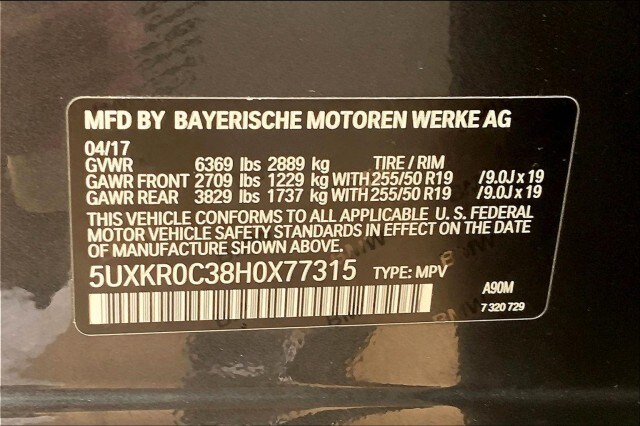 MFD BY BAYERISCHE MOTOREN WERKE AG
04/17
GVWR 6369 lbs 2889 kg TIRE / RIM
GAWR FRONT 2709 lbs 1229 kg WITH 255/50 R19 /9.0J x 19
GAWR REAR 3829 lbs 1737 kg WITH 255/50 R19 /9.0J x 19
THIS VEHICLE CONFORMS TO ALL APPLICABLE U. S. FEDERAL
MOTOR VEHICLE SAFETY STANDARDS IN EFFECT ON THE DATE
OF MANUFACTURE SHOWN ABOVE.
5UXKR0C38H0X77315 TYPE: MPV
A90M
7 320 729